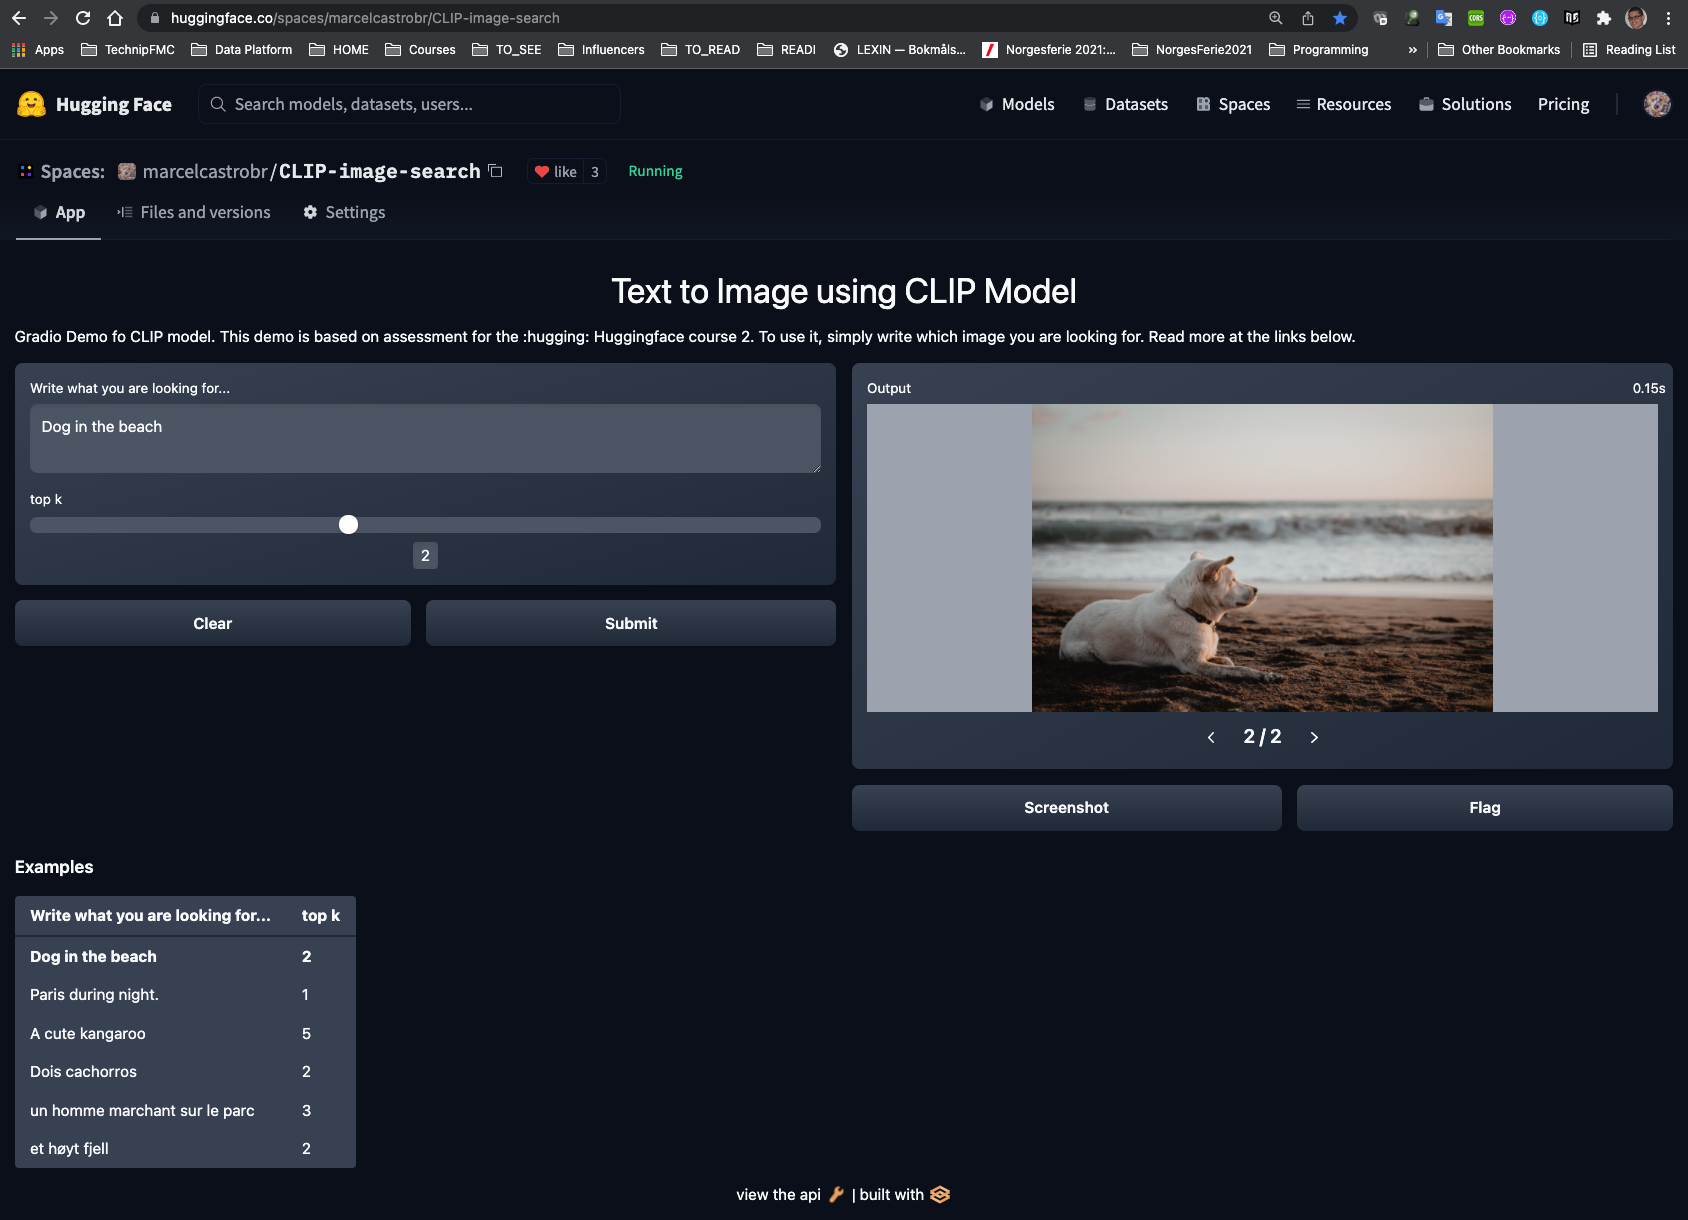 huggingface.co/spaces/marcelcastrobr/CLIP-image-search
Apps TechnipFMC Data Platform HOME Courses TO_SEE Influencers TO_READ READI LEXIN — Bokmåls... Norgesferie 2021:... NorgesFerie2021 Programming » Other Bookmarks Reading List
Hugging Face Search models, datasets, users... Models Datasets Spaces Resources Solutions Pricing
Spaces: marcelcastrobr/CLIP-image-search like 3 Running
App Files and versions Settings
Text to Image using CLIP Model
Gradio Demo fo CLIP model. This demo is based on assessment for the :hugging: Huggingface course 2. To use it, simply write which image you are looking for. Read more at the links below.
Write what you are looking for...
Dog in the beach
top k
2
Clear Submit
Output 0.15s
2 / 2
Screenshot Flag
Examples
Write what you are looking for... top k
Dog in the beach 2
Paris during night. 1
A cute kangaroo 5
Dois cachorros 2
un homme marchant sur le parc 3
et høyt fjell 2
view the api | built with